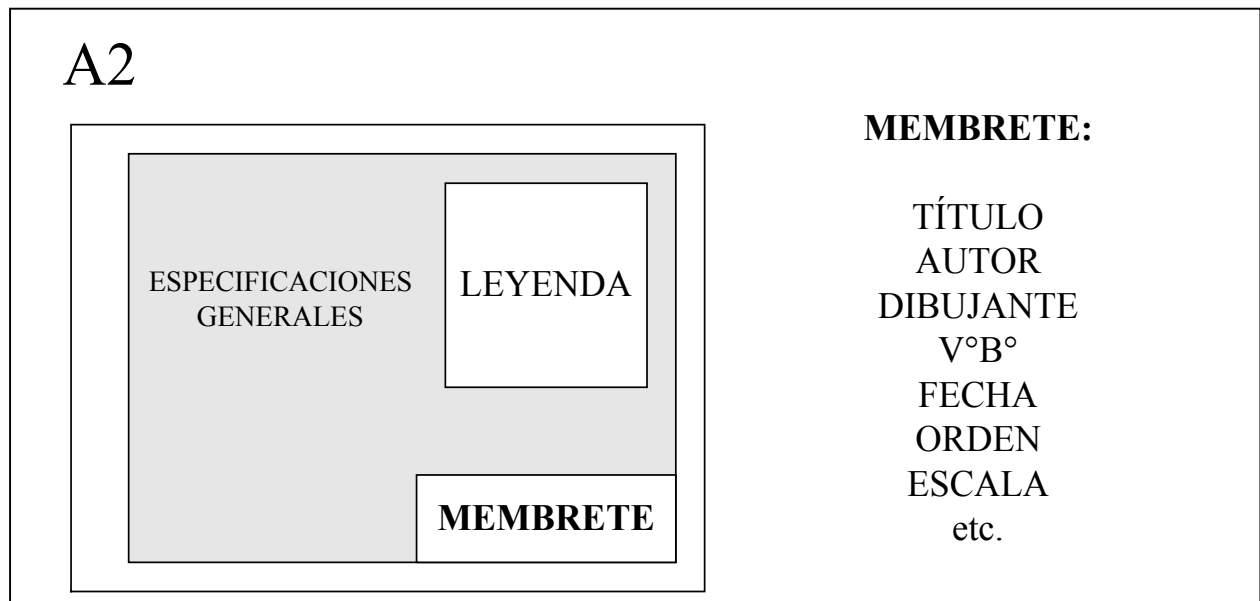 A2
ESPECIFICACIONES
GENERALES
LEYENDA
MEMBRETE
MEMBRETE:
TÍTULO
AUTOR
DIBUJANTE
V°B°
FECHA
ORDEN
ESCALA
etc.